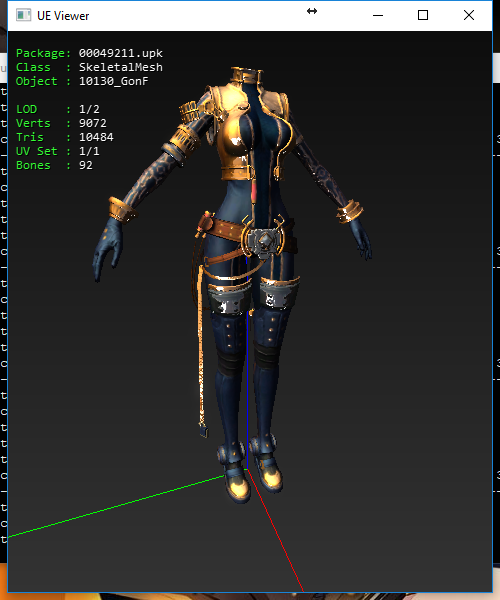 UE Viewer
Package: 00049211.upk
Class : SkeletalMesh
Object : 10130_GonF
LOD : 1/2
Verts : 9072
Tris : 10484
UV Set : 1/1
Bones : 92